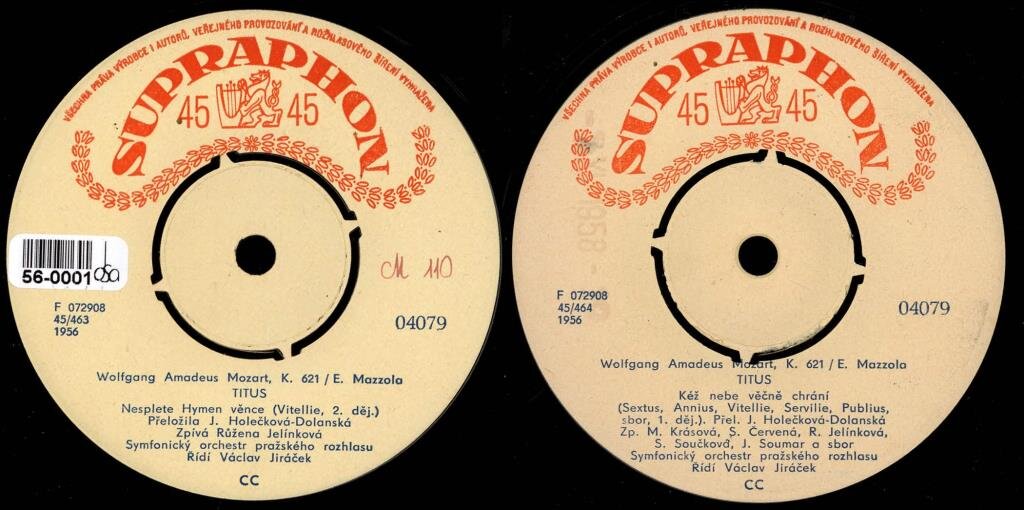 VŠECHNA PRÁVA VÝROBCE I AUTORŮ, VEŘEJNÉHO PROVOZOVÁNÍ A ROZHLASOVÉHO ŠÍŘENÍ VYHRAŽENA
SUPRAPHON
45 45
56-0001
F 072908
45/463
1956
M 110
04079
Wolfgang Amadeus Mozart, K. 621 / E. Mazzola
TITUS
Nesplete Hymen věnce (Vitellie, 2. děj.)
Přeložila J. Holečková-Dolanská
Zpívá Růžena Jelínková
Symfonický orchestr pražského rozhlasu
Řídí Václav Jiráček
CC
VŠECHNA PRÁVA VÝROBCE I AUTORŮ, VEŘEJNÉHO PROVOZOVÁNÍ A ROZHLASOVÉHO ŠÍŘENÍ VYHRAŽENA
SUPRAPHON
45 45
F 072908
45/464
1956
04079
Wolfgang Amadeus Mozart, K. 621 / E. Mazzola
TITUS
Kéž nebe věčně chrání
(Sextus, Annius, Vitellie, Servilie, Publius,
sbor, 1. děj.). Přel. J. Holečková-Dolanská
Zp. M. Krásová, S. Červená, R. Jelínková,
S. Součková, J. Soumar a sbor
Symfonický orchestr pražského rozhlasu
Řídí Václav Jiráček
CC